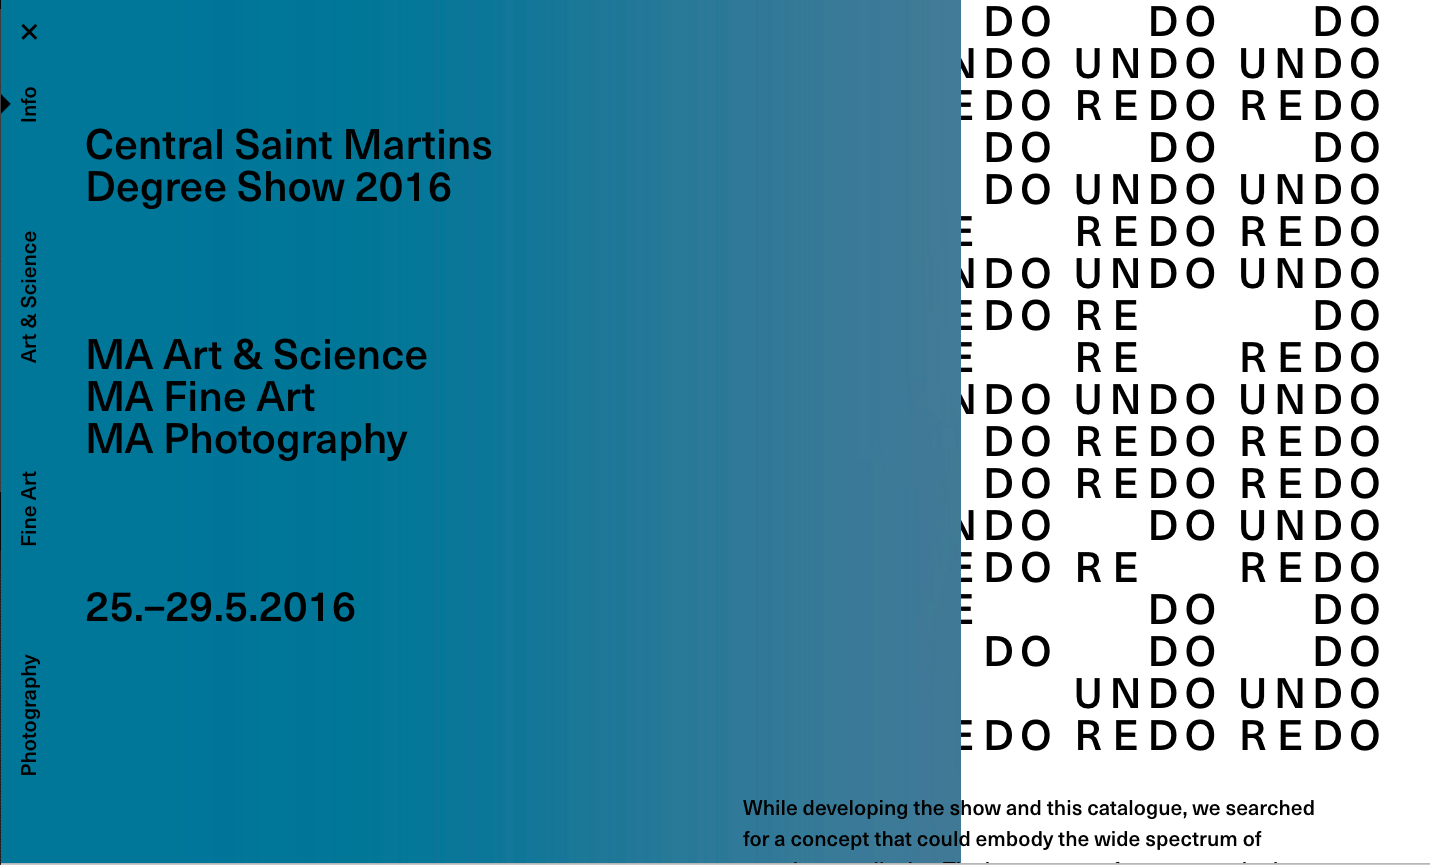 ×
Info
Art & Science
Fine Art
Photography
Central Saint Martins
Degree Show 2016
MA Art & Science
MA Fine Art
MA Photography
25.–29.5.2016
DO DO DO
NDO UNDO UNDO
EDO REDO REDO
DO DO DO
DO UNDO UNDO
E REDO REDO
NDO UNDO UNDO
EDO RE DO
E RE REDO
NDO UNDO UNDO
DO REDO REDO
DO REDO REDO
NDO DO UNDO
EDO RE REDO
E DO DO
DO DO DO
UNDO UNDO
EDO REDO REDO
While developing the show and this catalogue, we searched
for a concept that could embody the wide spectrum of